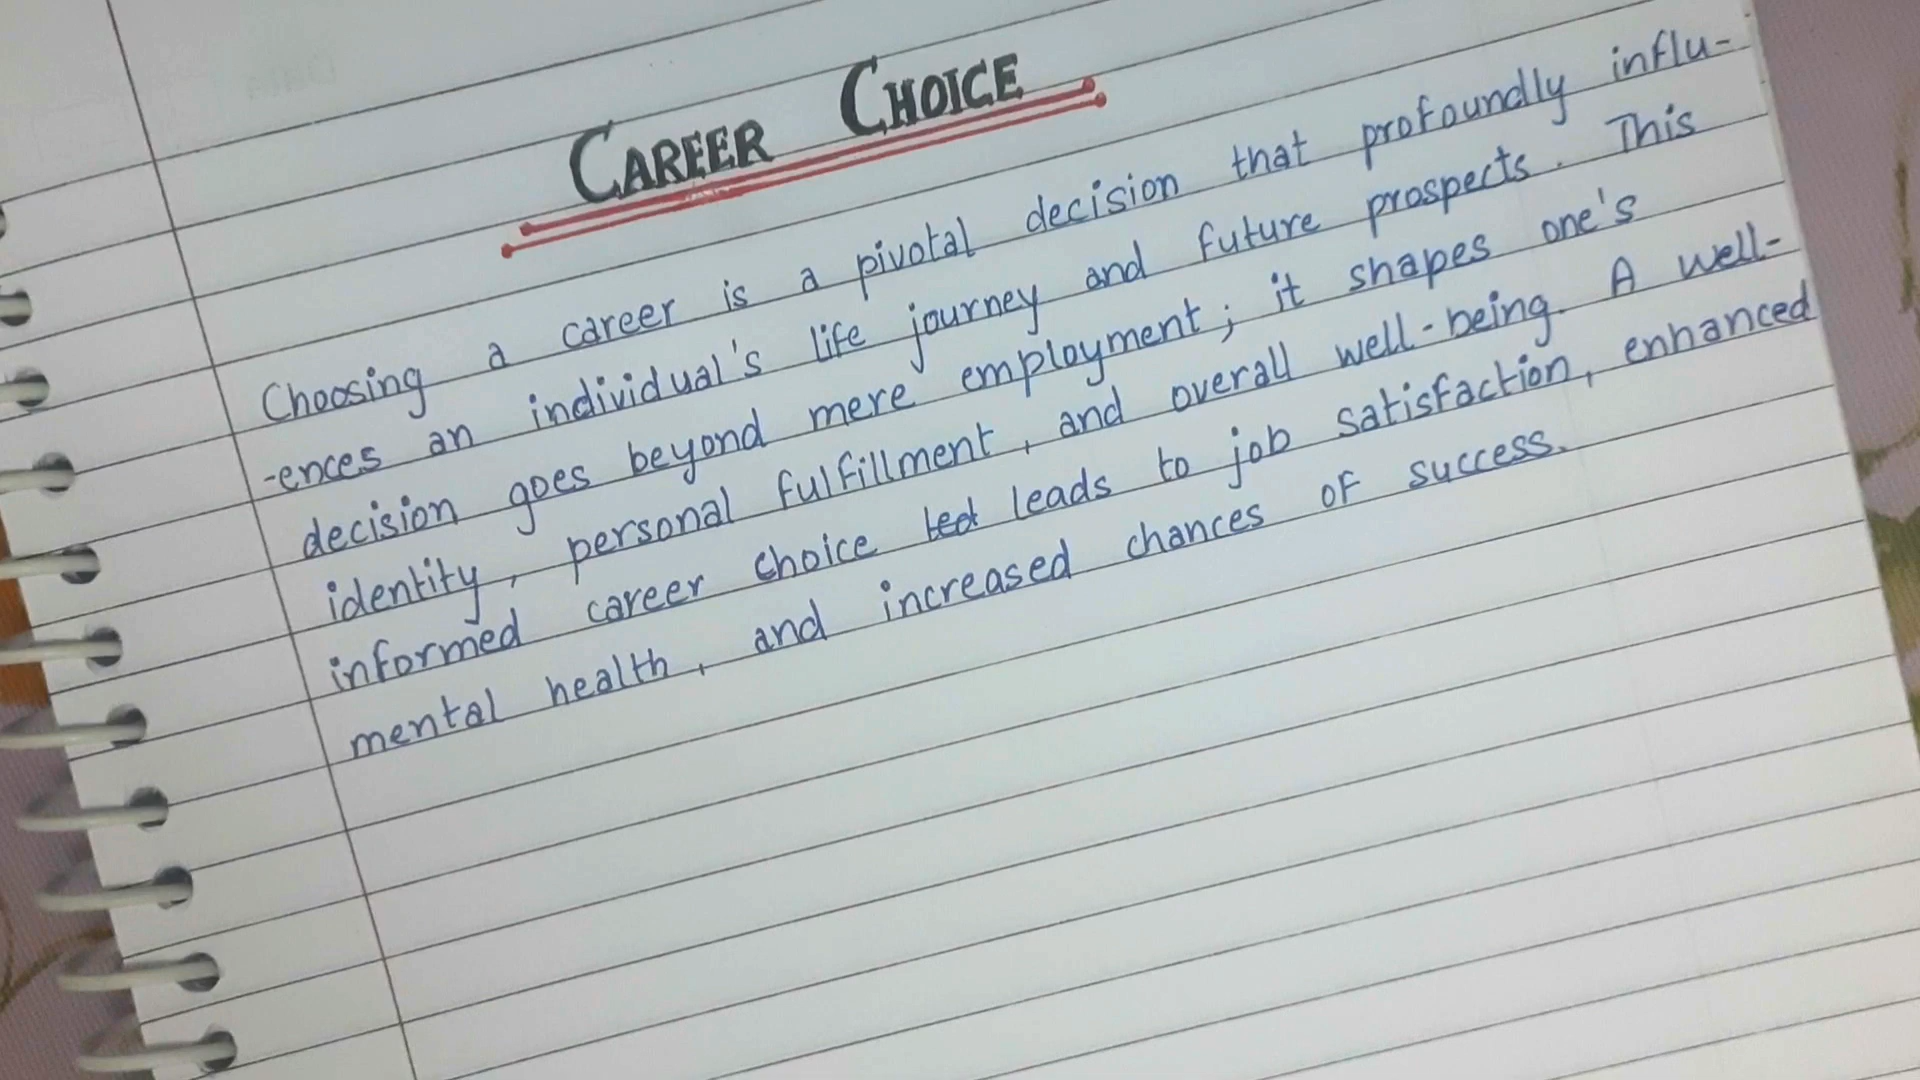 CAREER CHOICE
Choosing a career is a pivotal decision that profoundly influ-
-ences an individual's life journey and future prospects. This
decision goes beyond mere employment; it shapes one's
identity, personal fulfillment, and overall well-being. A well-
informed career choice led leads to job satisfaction, enhanced
mental health, and increased chances of success.